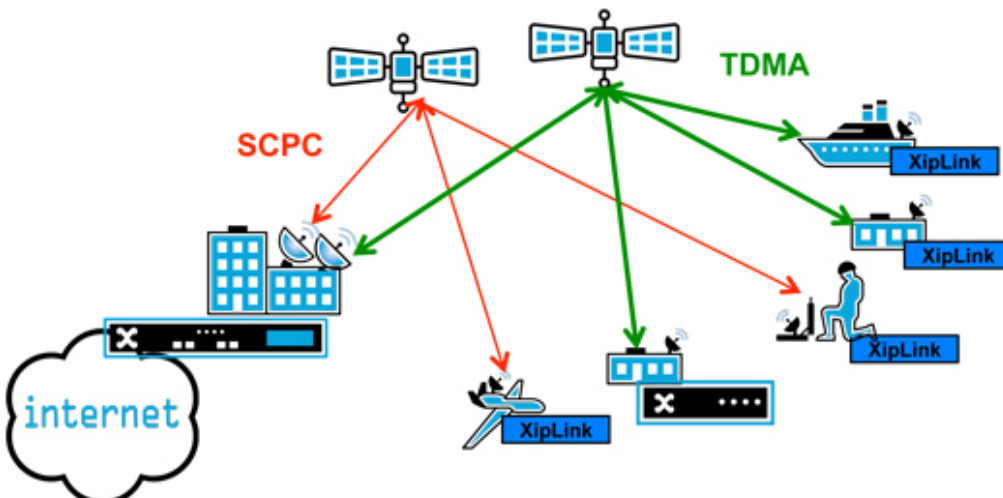 TDMA
SCPC
XipLink
XipLink
XipLink
internet
XipLink